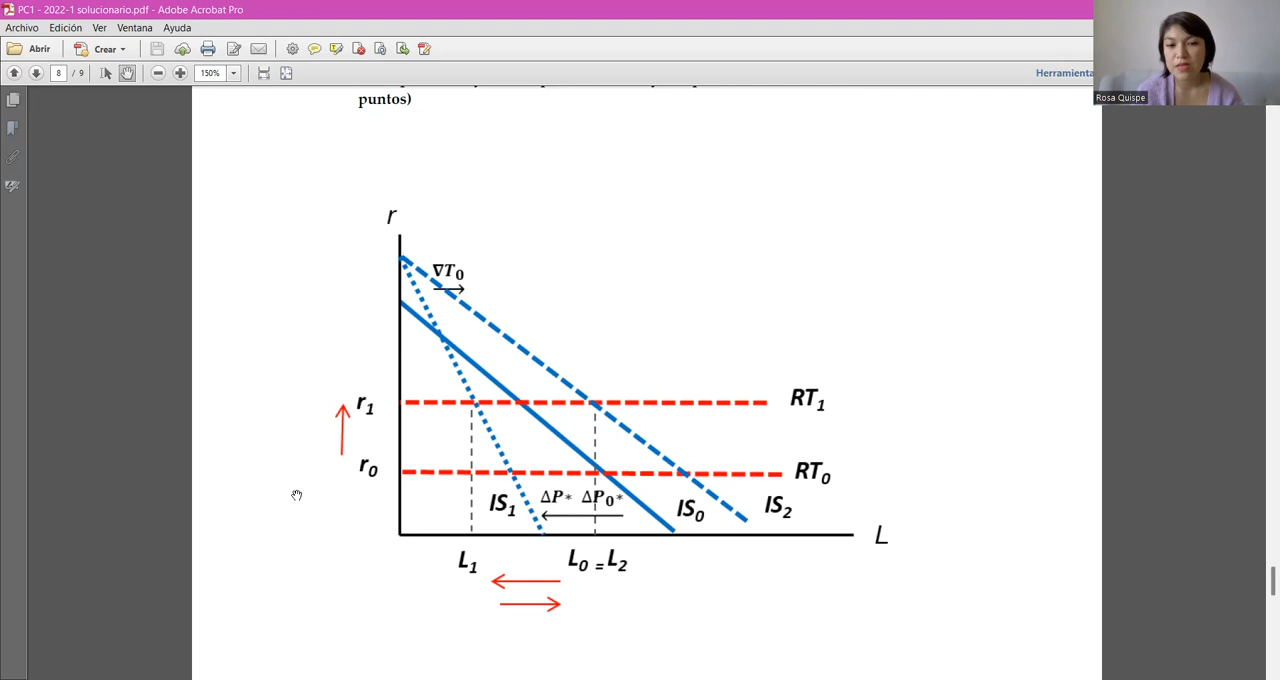 PC1 - 2022-1 solucionario.pdf - Adobe Acrobat Pro
Archivo Edición Ver Ventana Ayuda
Abrir Crear
8 / 9 150% Herramienta
Rosa Quispe
puntos)
r
∇T₀
r₁ RT₁
r₀ RT₀
IS₁ ΔP* ΔP₀* IS₀ IS₂
L
L₁ L₀ = L₂